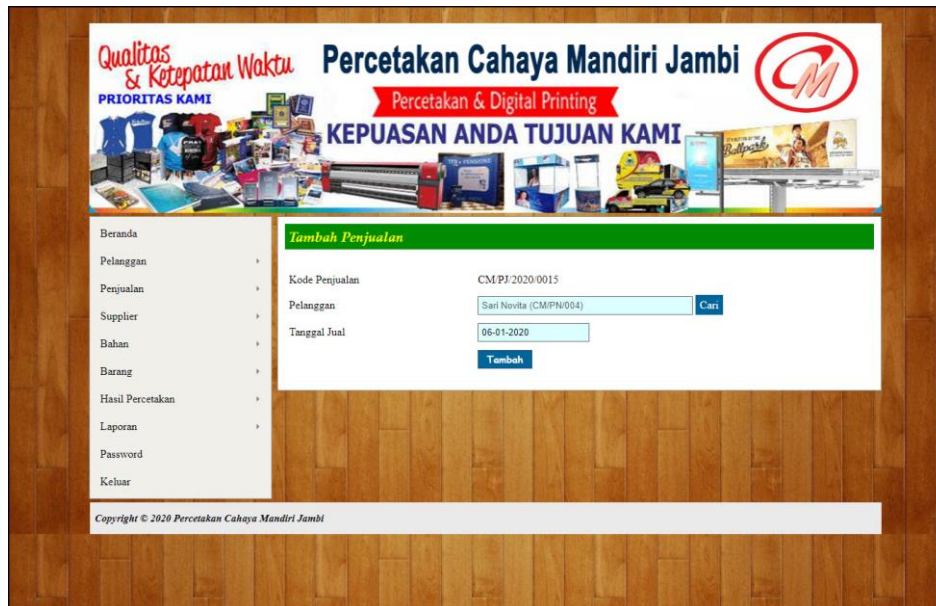 Qualitas
& Ketepatan Waktu
PRIORITAS KAMI
Percetakan Cahaya Mandiri Jambi
Percetakan & Digital Printing
KEPUASAN ANDA TUJUAN KAMI
CM
Ballpark
Beranda
Pelanggan
Penjualan
Supplier
Bahan
Barang
Hasil Percetakan
Laporan
Password
Keluar
Tambah Penjualan
Kode Penjualan CM/PJ/2020/0015
Pelanggan Sari Novita (CM/PN/004) Cari
Tanggal Jual 06-01-2020
Tambah
Copyright © 2020 Percetakan Cahaya Mandiri Jambi